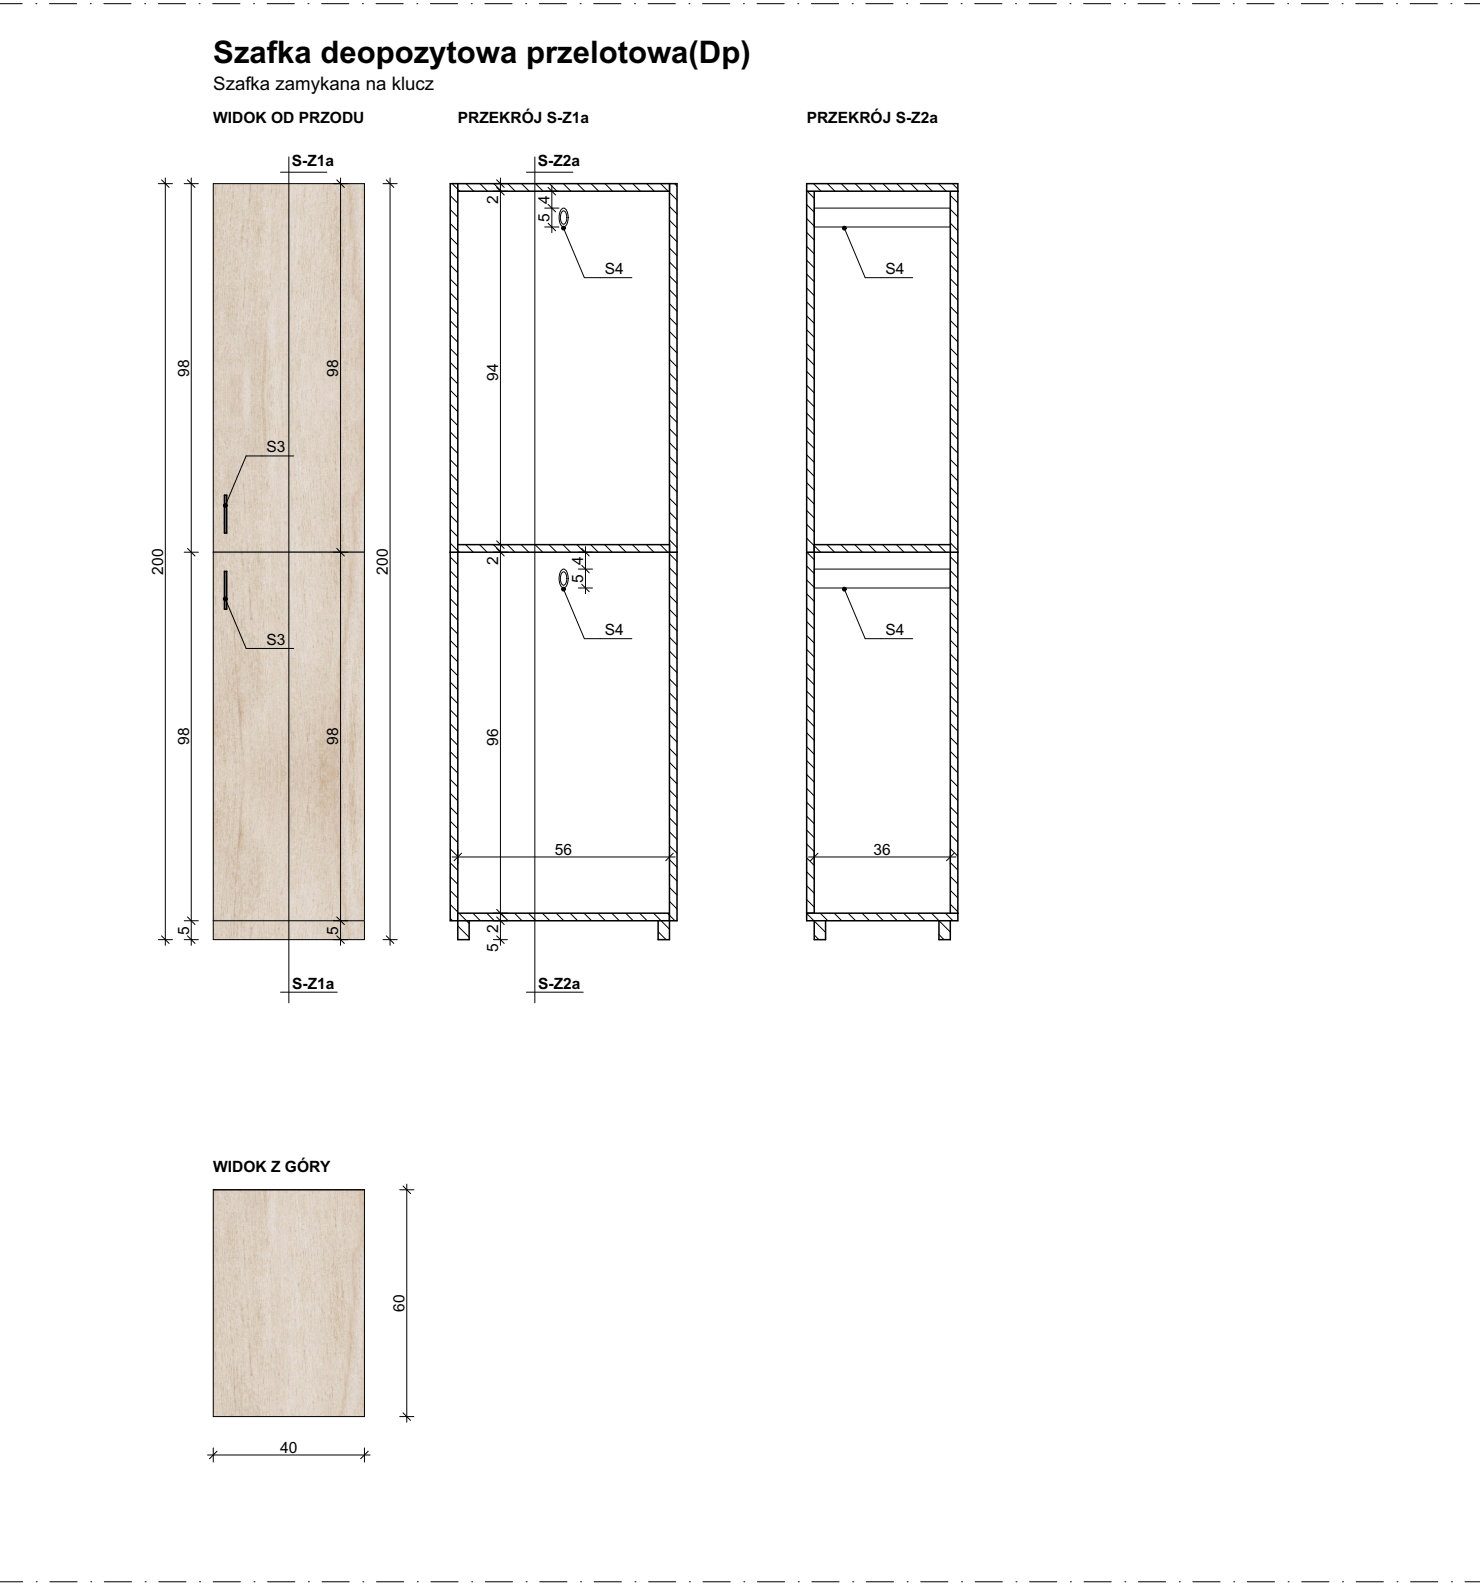 Szafka deopozytowa przelotowa(Dp)
Szafka zamykana na klucz
WIDOK OD PRZODU
PRZEKRÓJ S-Z1a
PRZEKRÓJ S-Z2a
S-Z1a
S-Z2a
2
4
5
S4
S4
98
98
94
S3
200
200
2
4
5
S3
S4
S4
98
98
96
56
36
5
5
2
5
S-Z1a
S-Z2a
WIDOK Z GÓRY
60
40